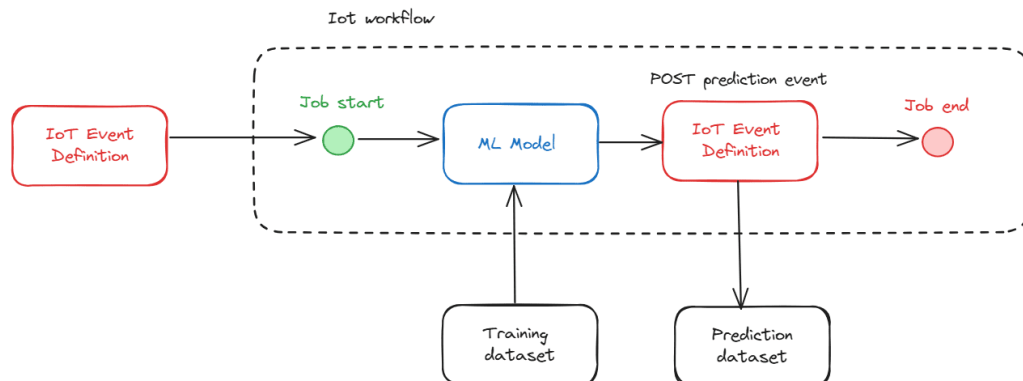 Iot workflow
POST prediction event
Job start
Job end
IoT Event
Definition
ML Model
IoT Event
Definition
Training
dataset
Prediction
dataset